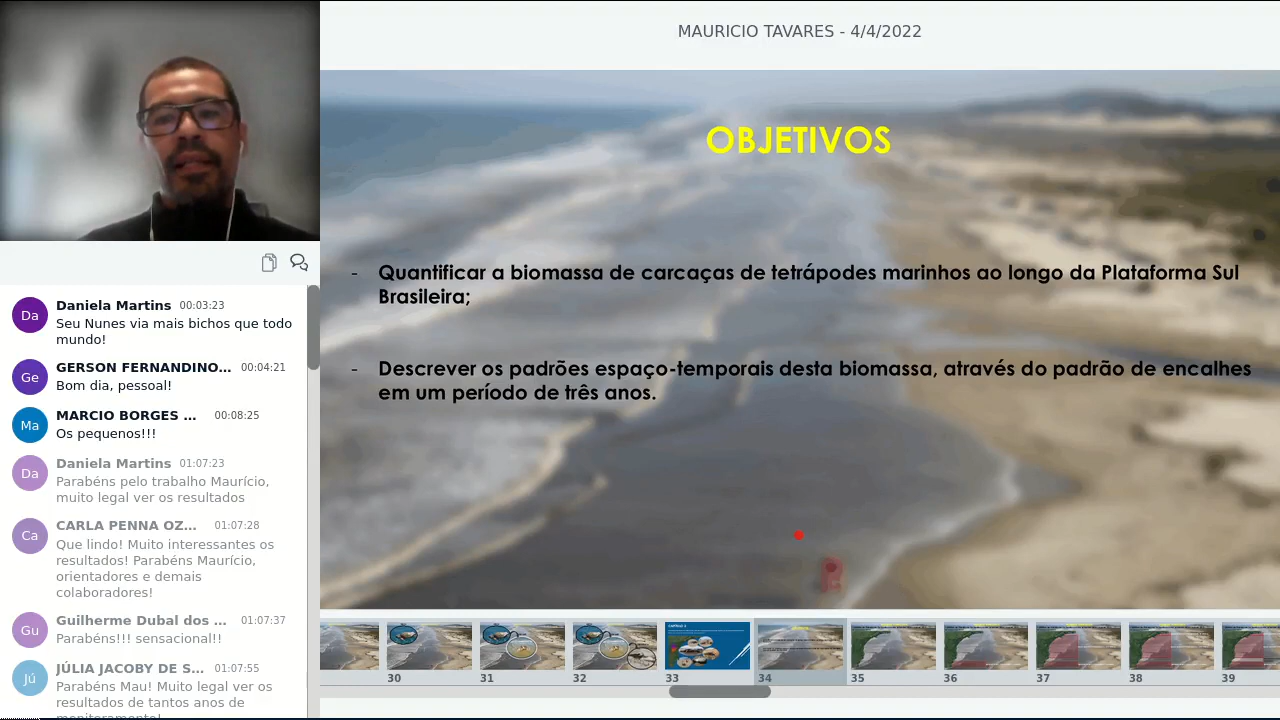 MAURICIO TAVARES - 4/4/2022
OBJETIVOS
- Quantificar a biomassa de carcaças de tetrápodes marinhos ao longo da Plataforma Sul
Brasileira;
- Descrever os padrões espaço-temporais desta biomassa, através do padrão de encalhes
em um período de três anos.
Da Daniela Martins 00:03:23
Seu Nunes via mais bichos que todo
mundo!
Ge GERSON FERNANDINO... 00:04:21
Bom dia, pessoal!
Ma MARCIO BORGES ... 00:08:25
Os pequenos!!!
Da Daniela Martins 01:07:23
Parabéns pelo trabalho Maurício,
muito legal ver os resultados
Ca CARLA PENNA OZ... 01:07:28
Que lindo! Muito interessantes os
resultados! Parabéns Maurício,
orientadores e demais
colaboradores!
Gu Guilherme Dubal dos ... 01:07:37
Parabéns!!! sensacional!!
Jú JÚLIA JACOBY DE S... 01:07:55
Parabéns Mau! Muito legal ver os
resultados de tantos anos de
monitoramento!
30 31 32 33 34 35 36 37 38 39